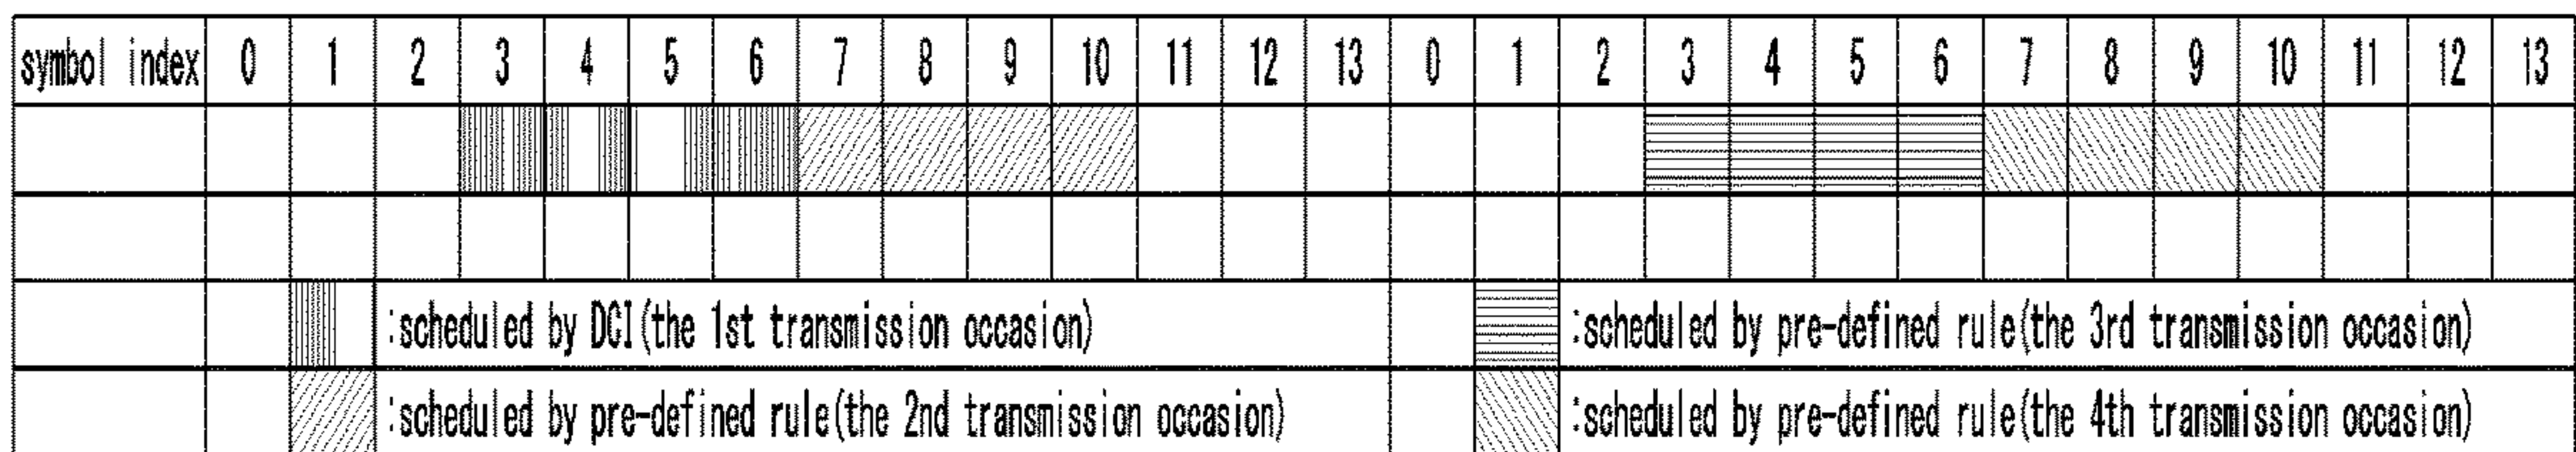 symbol index 0 1 2 3 4 5 6 7 8 9 10 11 12 13 0 1 2 3 4 5 6 7 8 9 10 11 12 13
:scheduled by DCI(the 1st transmission occasion) :scheduled by pre-defined rule(the 3rd transmission occasion)
:scheduled by pre-defined rule(the 2nd transmission occasion) :scheduled by pre-defined rule(the 4th transmission occasion)